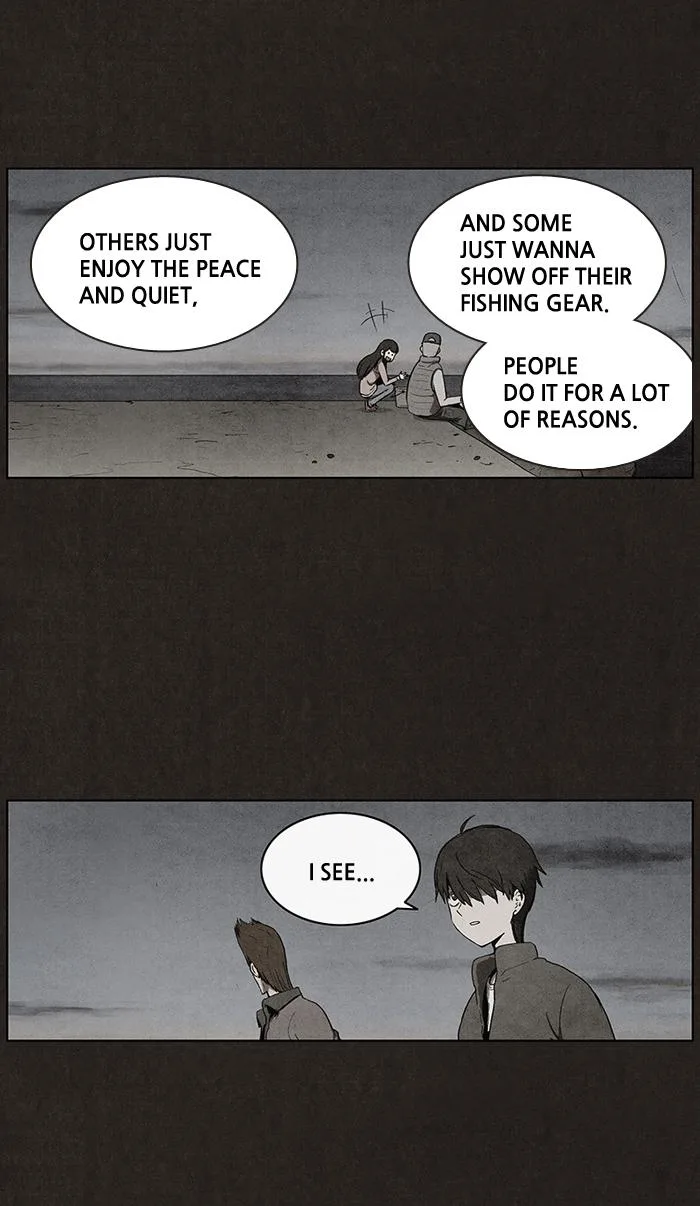 OTHERS JUST
ENJOY THE PEACE
AND QUIET,
AND SOME
JUST WANNA
SHOW OFF THEIR
FISHING GEAR.
PEOPLE
DO IT FOR A LOT
OF REASONS.
I SEE...